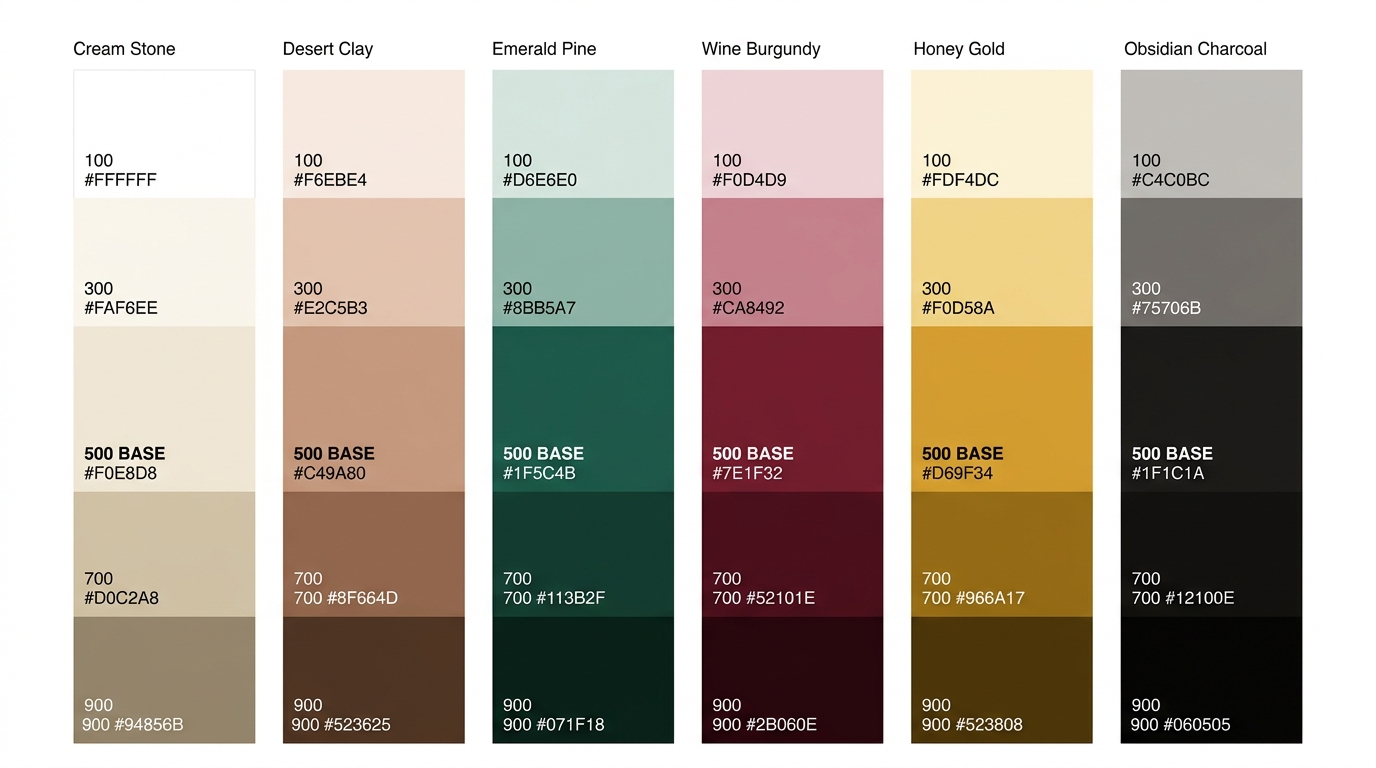 Cream Stone
100
#FFFFFF
300
#FAF6EE
500 BASE
#F0E8D8
700
#D0C2A8
900
900 #94856B
Desert Clay
100
#F6EBE4
300
#E2C5B3
500 BASE
#C49A80
700
700 #8F664D
900
900 #523625
Emerald Pine
100
#D6E6E0
300
#8BB5A7
500 BASE
#1F5C4B
700
700 #113B2F
900
900 #071F18
Wine Burgundy
100
#F0D4D9
300
#CA8492
500 BASE
#7E1F32
700
700 #52101E
900
900 #2B060E
Honey Gold
100
#FDF4DC
300
#F0D58A
500 BASE
#D69F34
700
700 #966A17
900
900 #523808
Obsidian Charcoal
100
#C4C0BC
300
#75706B
500 BASE
#1F1C1A
700
700 #12100E
900
900 #060505